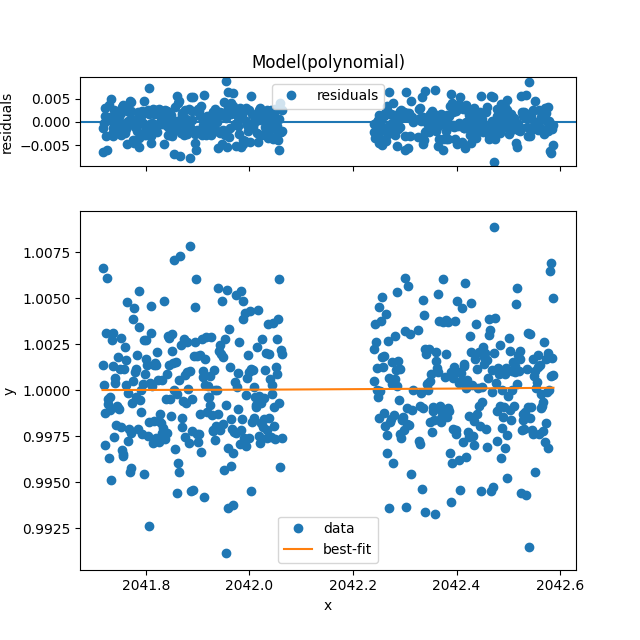 Model(polynomial)
residuals
0.005
0.000
−0.005
residuals
y
1.0075
1.0050
1.0025
1.0000
0.9975
0.9950
0.9925
data
best-fit
2041.8 2042.0 2042.2 2042.4 2042.6
x